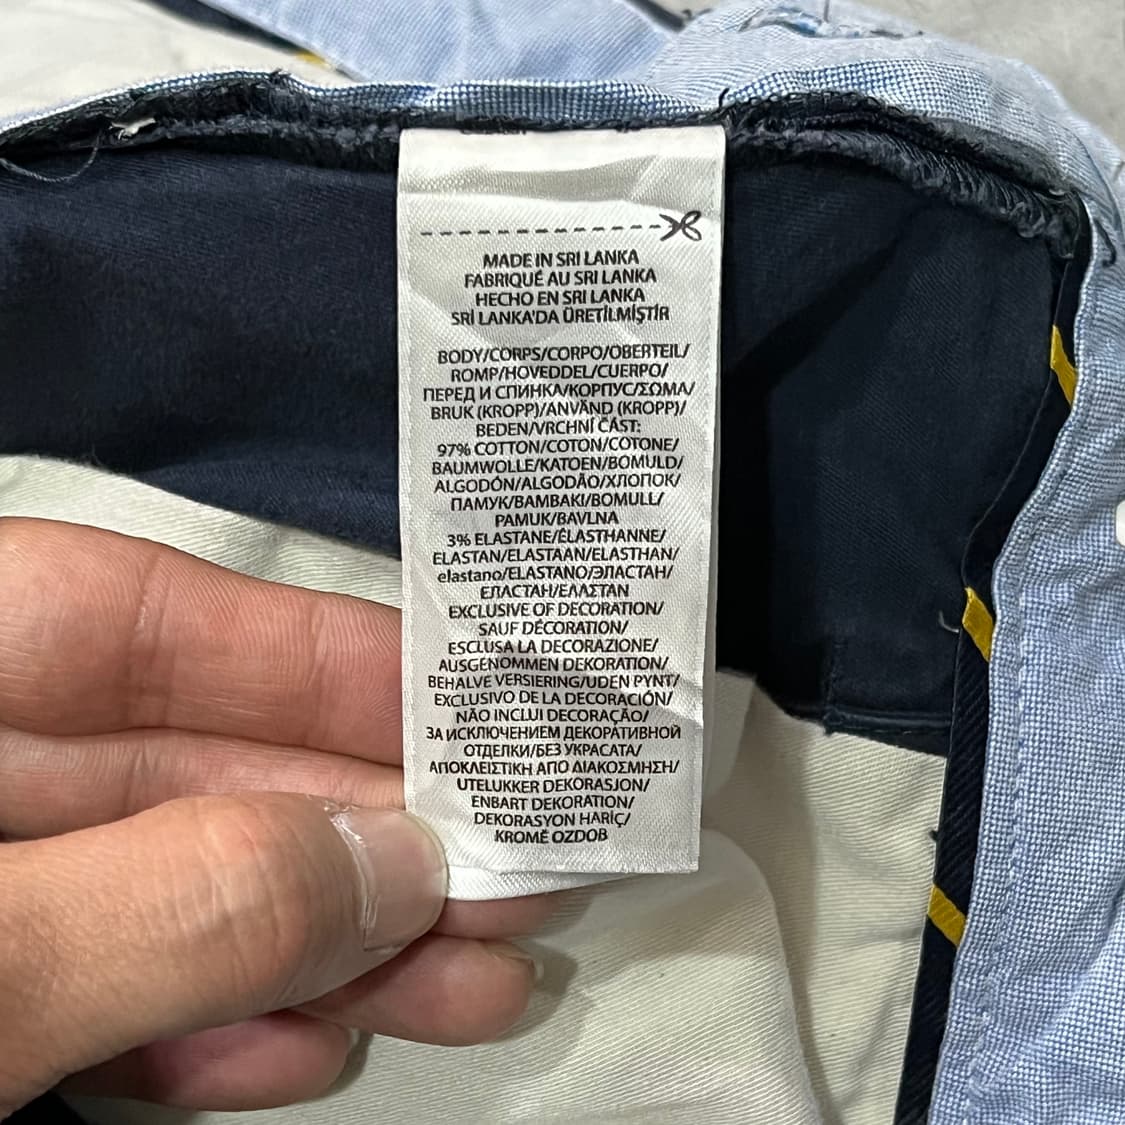 MADE IN SRI LANKA
FABRIQUÉ AU SRI LANKA
HECHO EN SRI LANKA
SRİ LANKA'DA ÜRETİLMİŞTİR
BODY/CORPS/CORPO/OBERTEIL/
ROMP/HOVEDDEL/CUERPO/
ПЕРЕД И СПИНКА/КОРПУС/ΣΩΜΑ/
BRUK (KROPP)/ANVÄND (KROPP)/
BEDEN/VRCHNÍ ČÁST:
97% COTTON/COTON/COTONE/
BAUMWOLLE/KATOEN/BOMULD/
ALGODÓN/ALGODÃO/ХЛОПОК/
ПАМУК/BAMBAKI/BOMULL/
PAMUK/BAVLNA
3% ELASTANE/ÉLASTHANNE/
ELASTAN/ELASTAAN/ELASTHAN/
elastano/ELASTANO/ЭЛАСТАН/
ЕЛАСТАН/ΕΛΑΣΤΑΝ
EXCLUSIVE OF DECORATION/
SAUF DÉCORATION/
ESCLUSA LA DECORAZIONE/
AUSGENOMMEN DEKORATION/
BEHALVE VERSIERING/UDEN PYNT/
EXCLUSIVO DE LA DECORACIÓN/
NÃO INCLUI DECORAÇÃO/
ЗА ИСКЛЮЧЕНИЕМ ДЕКОРАТИВНОЙ
ОТДЕЛКИ/БЕЗ УКРАСАТА/
ΑΠΟΚΛΕΙΣΤΙΚΗ ΑΠΟ ΔΙΑΚΟΣΜΗΣΗ/
UTELUKKER DEKORASJON/
ENBART DEKORATION/
DEKORASYON HARİÇ/
KROMĚ OZDOB